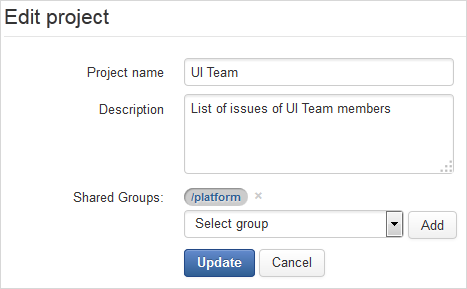 Edit project
Project name UI Team
Description List of issues of UI Team members
Shared Groups: /platform ×
Select group Add
Update Cancel